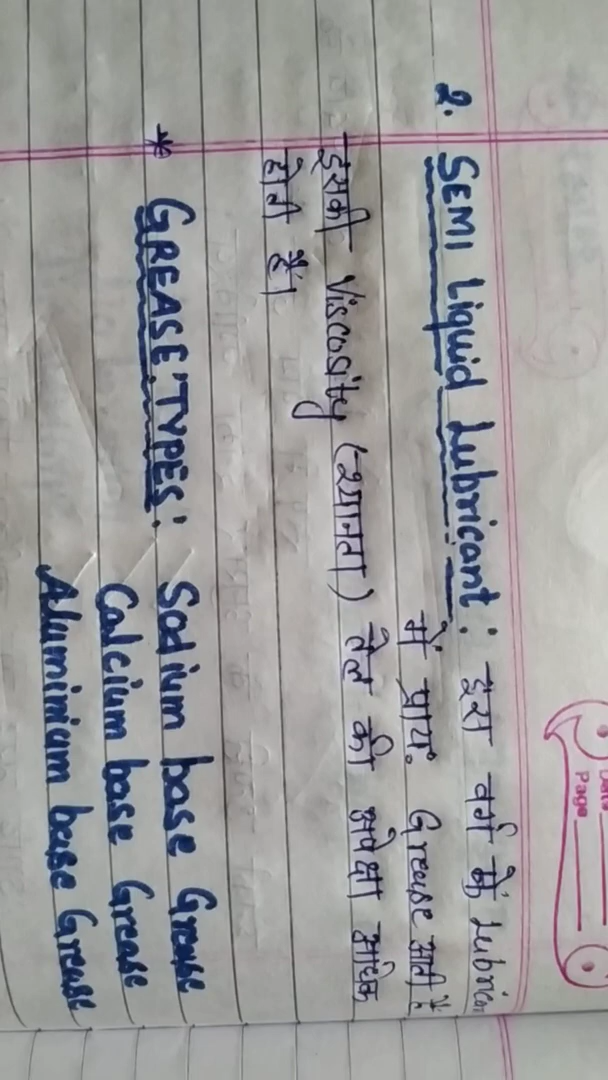 Date
Page
2. SEMI Liquid Lubricant : इस वर्ग के Lubrican
में प्रायः Grease आती है
इसकी Viscosity (श्यानता) तेल की अपेक्षा अधिक
होती है।
* GREASE TYPES: Sodium base Grease
Calcium base Grease
Aluminium base Grease